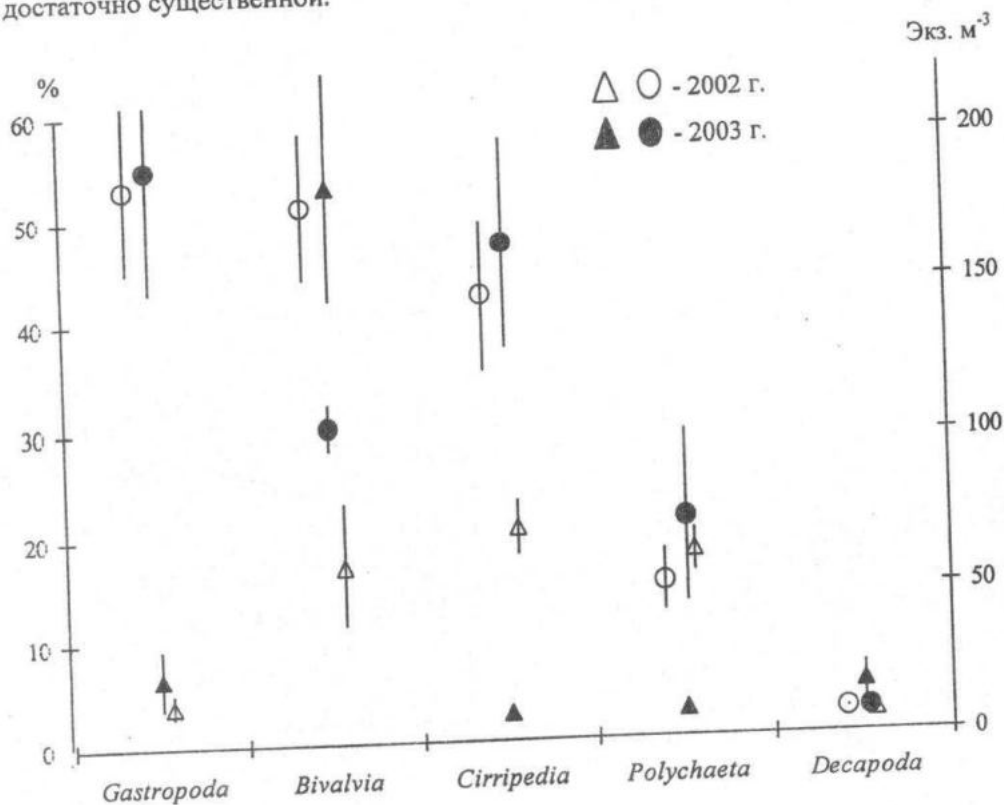 достаточно существенной.
Экз. м-3
%
- 2002 г.
- 2003 г.
60
50
40
30
20
10
0
200
150
100
50
0
Gastropoda
Bivalvia
Cirripedia
Polychaeta
Decapoda